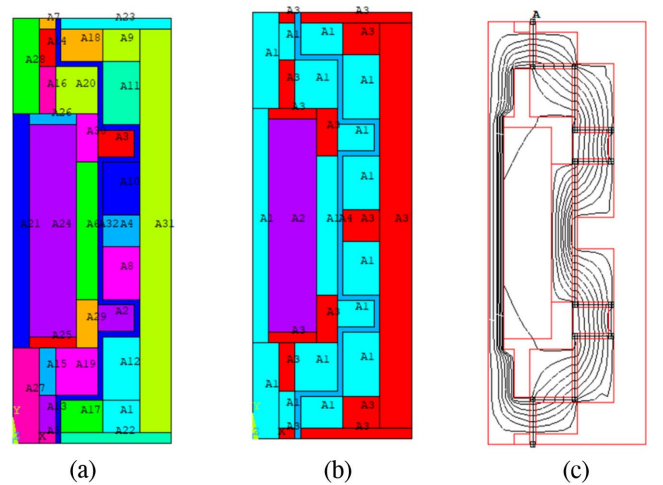 A7 A23
A14 A18 A9
A28
A16 A20 A11
A26
A30 A3
A10
A21 A24 A6 A32 A4 A31
A8
A29 A2
A25
A15 A19 A12
A27
Y
A13 A17 A1
X A22
A3 A3
A1 A1 A3
A3 A1 A1
A3
A3 A1
A1
A1 A2 A1 A4 A3 A3
A1
A3 A1
A3
A3 A1 A1
A1
Y
A1 A1 A3
X A3 A3
A
(a) (b) (c)